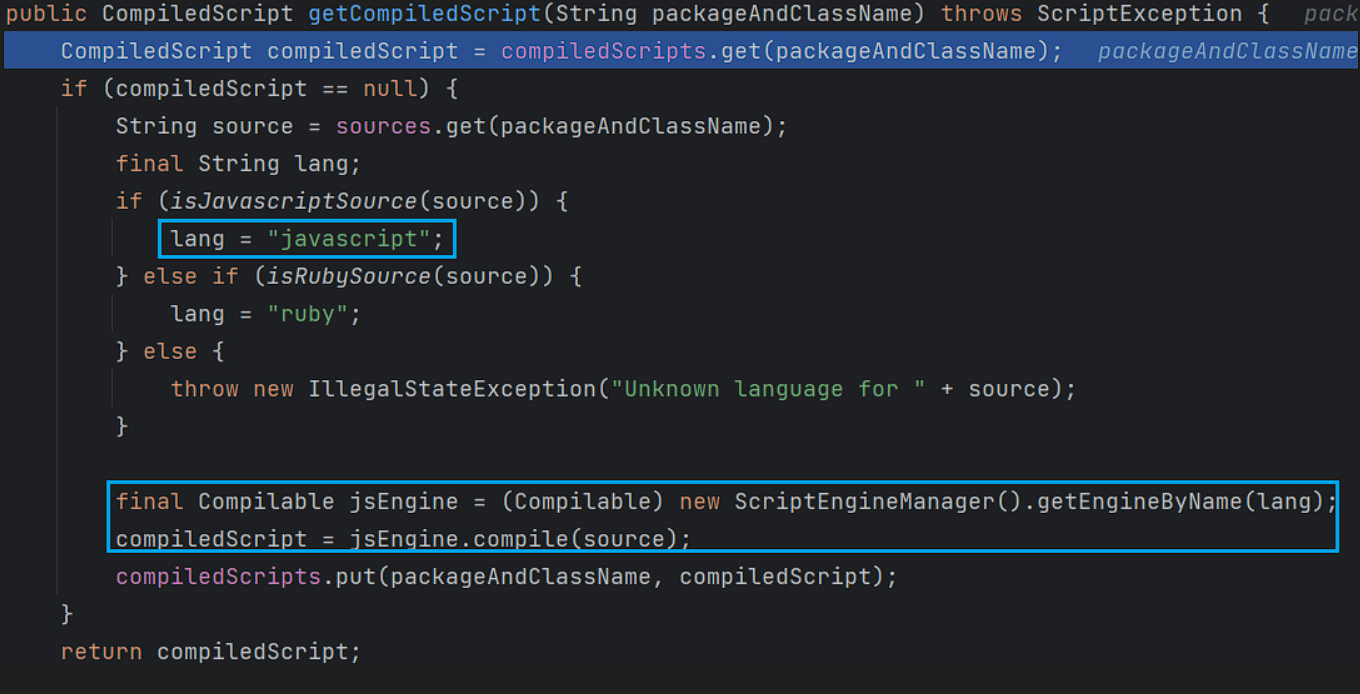 public CompiledScript getCompiledScript(String packageAndClassName) throws ScriptException {   pack
    CompiledScript compiledScript = compiledScripts.get(packageAndClassName);   packageAndClassName
    if (compiledScript == null) {
        String source = sources.get(packageAndClassName);
        final String lang;
        if (isJavascriptSource(source)) {
            lang = "javascript";
        } else if (isRubySource(source)) {
            lang = "ruby";
        } else {
            throw new IllegalStateException("Unknown language for " + source);
        }
        final Compilable jsEngine = (Compilable) new ScriptEngineManager().getEngineByName(lang);
        compiledScript = jsEngine.compile(source);
        compiledScripts.put(packageAndClassName, compiledScript);
    }
    return compiledScript;